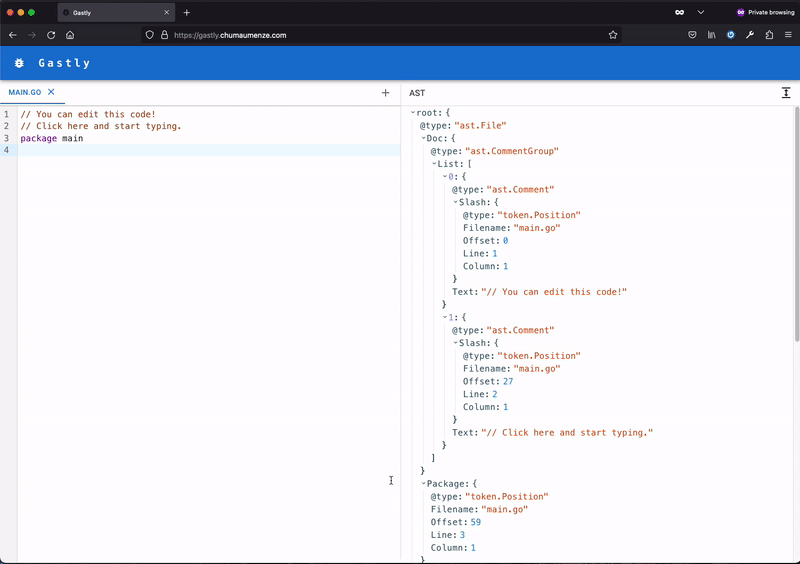 Gastly
Private browsing
https://gastly.chumaumenze.com
Gastly
MAIN.GO
AST
1 // You can edit this code!
2 // Click here and start typing.
3 package main
4
root: {
@type: "ast.File"
Doc: {
@type: "ast.CommentGroup"
List: [
0: {
@type: "ast.Comment"
Slash: {
@type: "token.Position"
Filename: "main.go"
Offset: 0
Line: 1
Column: 1
}
Text: "// You can edit this code!"
}
1: {
@type: "ast.Comment"
Slash: {
@type: "token.Position"
Filename: "main.go"
Offset: 27
Line: 2
Column: 1
}
Text: "// Click here and start typing."
}
]
}
Package: {
@type: "token.Position"
Filename: "main.go"
Offset: 59
Line: 3
Column: 1
}